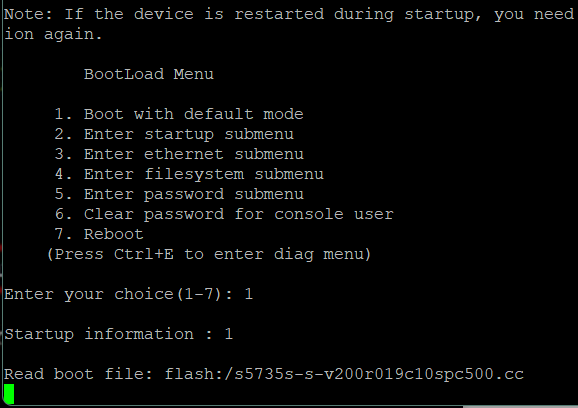 Note: If the device is restarted during startup, you need
ion again.
BootLoad Menu
1. Boot with default mode
2. Enter startup submenu
3. Enter ethernet submenu
4. Enter filesystem submenu
5. Enter password submenu
6. Clear password for console user
7. Reboot
(Press Ctrl+E to enter diag menu)
Enter your choice(1-7): 1
Startup information : 1
Read boot file: flash:/s5735s-s-v200r019c10spc500.cc